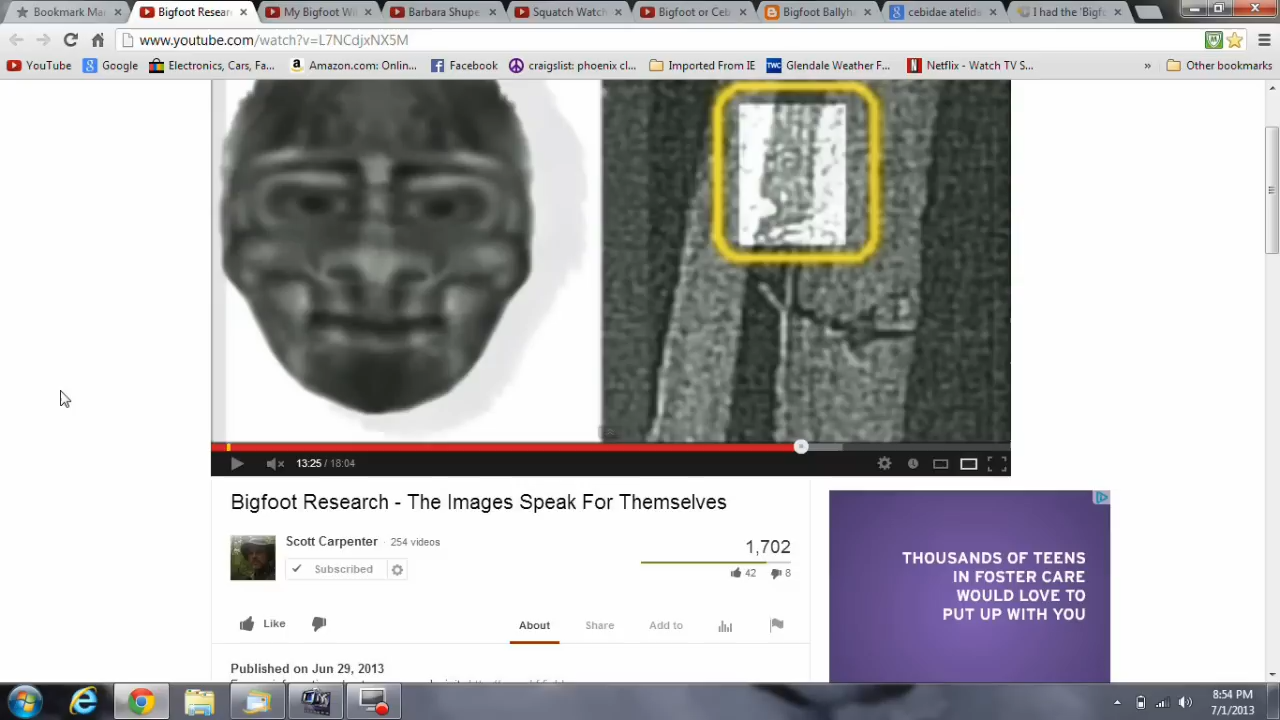 Bookmark Ma
Bigfoot Resear
My Bigfoot Wi
Barbara Shupe
Squatch Watch
Bigfoot or Ceb
Bigfoot Ballyh
cebidae atelid
I had the 'Bigf
www.youtube.com/watch?v=L7NCdjxNX5M
YouTube
Google
Electronics, Cars, Fa...
Amazon.com: Onlin...
Facebook
craigslist: phoenix cl...
Imported From IE
Glendale Weather F...
Netflix - Watch TV S...
»
Other bookmarks
13:25 / 18:04
Bigfoot Research - The Images Speak For Themselves
Scott Carpenter · 254 videos
1,702
Subscribed
42
8
Like
About
Share
Add to
THOUSANDS OF TEENS
IN FOSTER CARE
WOULD LOVE TO
PUT UP WITH YOU
Published on Jun 29, 2013
8:54 PM
7/1/2013